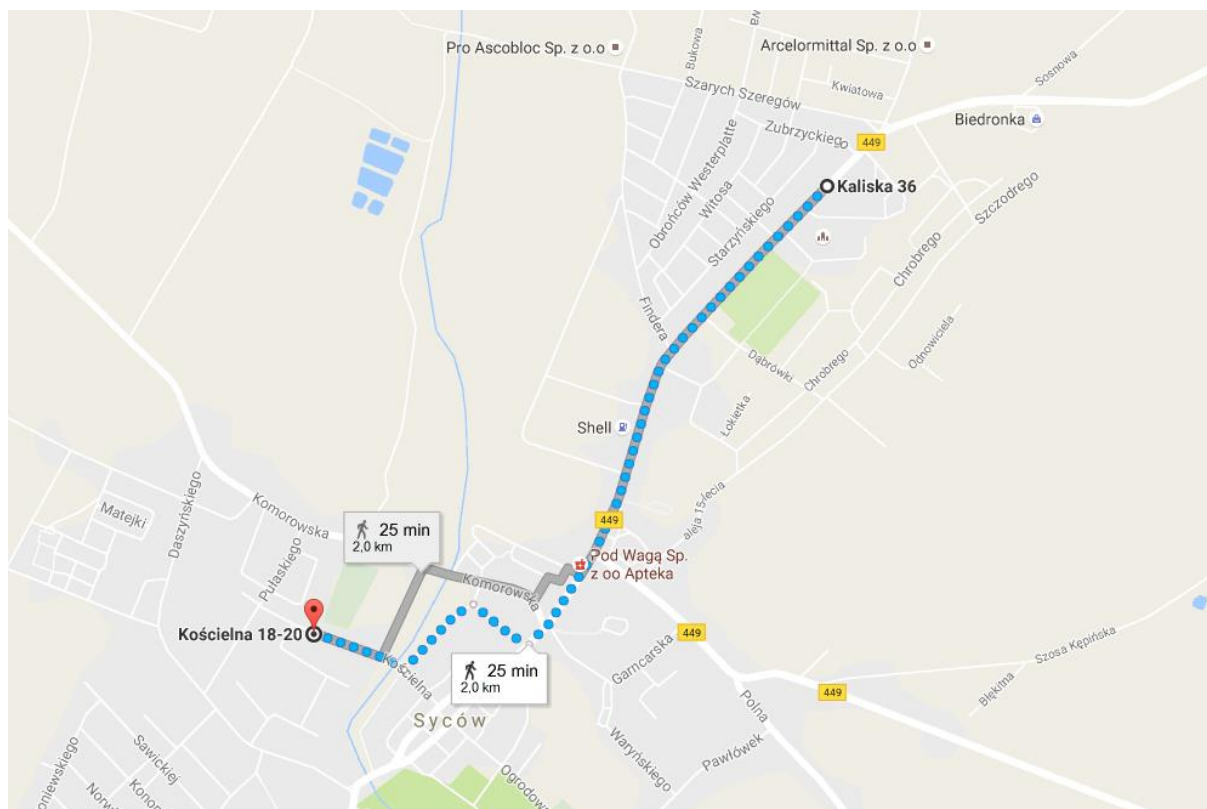 Pro Ascobloc Sp. z o.o
Bukowa
Arcelormittal Sp. z o.o
Sosnowa
Szarych Szeregów
Kwiatowa
Biedronka
Zubrzyckiego
449
Kaliska 36
Obrońców Westerplatte
Witosa
Starzyńskiego
Szczodrego
Chrobrego
Findera
Dąbrówki
Chrobrego
Odnowiciela
Łokietka
Shell
Daszyńskiego
Matejki
Komorowska
aleja 15-lecia
449
25 min
2,0 km
Pod Wagą Sp.
z oo Apteka
Pułaskiego
Komorowska
Kościelna 18-20
Kościelna
25 min
2,0 km
449
Garncarska
Szosa Kępińska
Błękitna
449
Polna
Syców
Waryńskiego
Pawłówek
Sawickiej
Ogrodowa
oniewskiego
Norw
Konor